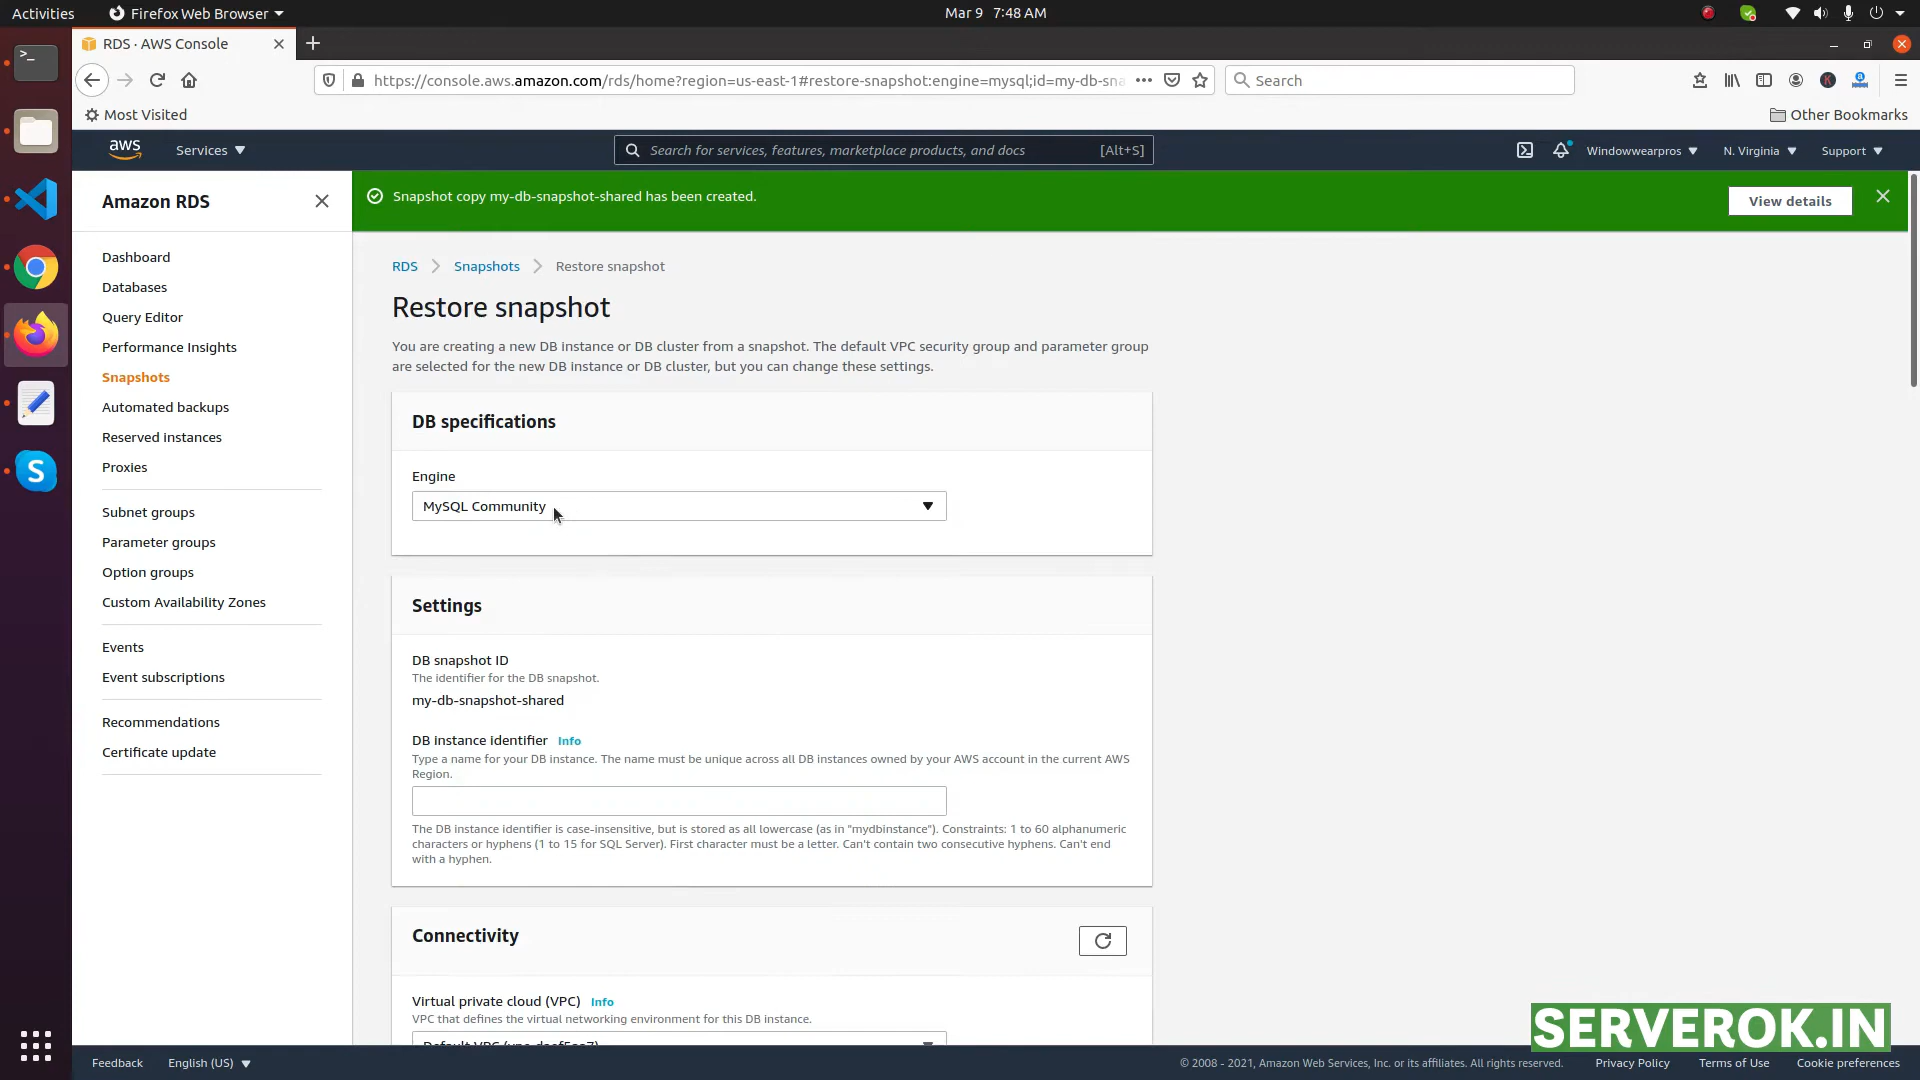 Activities
Firefox Web Browser
Mar 9 7:48 AM
RDS · AWS Console
https://console.aws.amazon.com/rds/home?region=us-east-1#restore-snapshot:engine=mysql;id=my-db-sna
Search
Most Visited
Other Bookmarks
aws
Services
Search for services, features, marketplace products, and docs
[Alt+S]
Windowwearpros
N. Virginia
Support
Amazon RDS
Dashboard
Databases
Query Editor
Performance Insights
Snapshots
Automated backups
Reserved instances
Proxies
Subnet groups
Parameter groups
Option groups
Custom Availability Zones
Events
Event subscriptions
Recommendations
Certificate update
Snapshot copy my-db-snapshot-shared has been created.
View details
RDS
Snapshots
Restore snapshot
Restore snapshot
You are creating a new DB instance or DB cluster from a snapshot. The default VPC security group and parameter group
are selected for the new DB instance or DB cluster, but you can change these settings.
DB specifications
Engine
MySQL Community
Settings
DB snapshot ID
The identifier for the DB snapshot.
my-db-snapshot-shared
DB instance identifier Info
Type a name for your DB instance. The name must be unique across all DB instances owned by your AWS account in the current AWS
Region.
The DB instance identifier is case-insensitive, but is stored as all lowercase (as in "mydbinstance"). Constraints: 1 to 60 alphanumeric
characters or hyphens (1 to 15 for SQL Server). First character must be a letter. Can't contain two consecutive hyphens. Can't end
with a hyphen.
Connectivity
Virtual private cloud (VPC) Info
VPC that defines the virtual networking environment for this DB instance.
Default VPC
SERVEROK.IN
Feedback
English (US)
© 2008 - 2021, Amazon Web Services, Inc. or its affiliates. All rights reserved.
Privacy Policy
Terms of Use
Cookie preferences